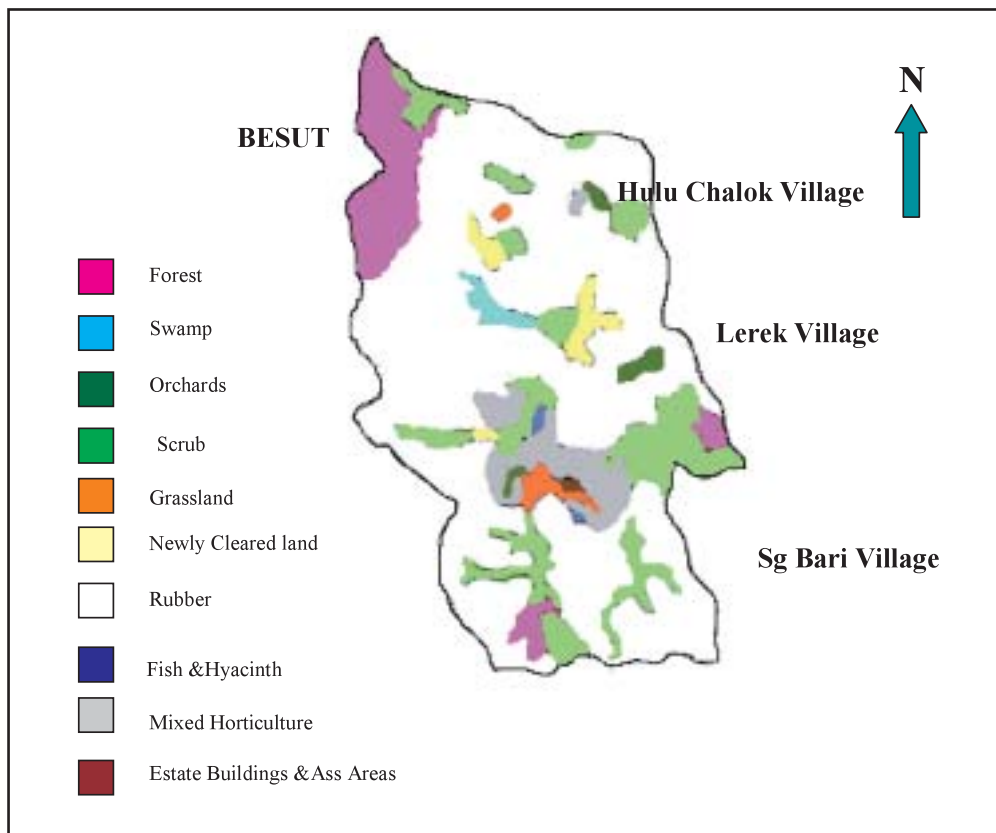 N
BESUT
Hulu Chalok Village
Forest
Swamp
Lerek Village
Orchards
Scrub
Grassland
Newly Cleared land
Sg Bari Village
Rubber
Fish &Hyacinth
Mixed Horticulture
Estate Buildings &Ass Areas